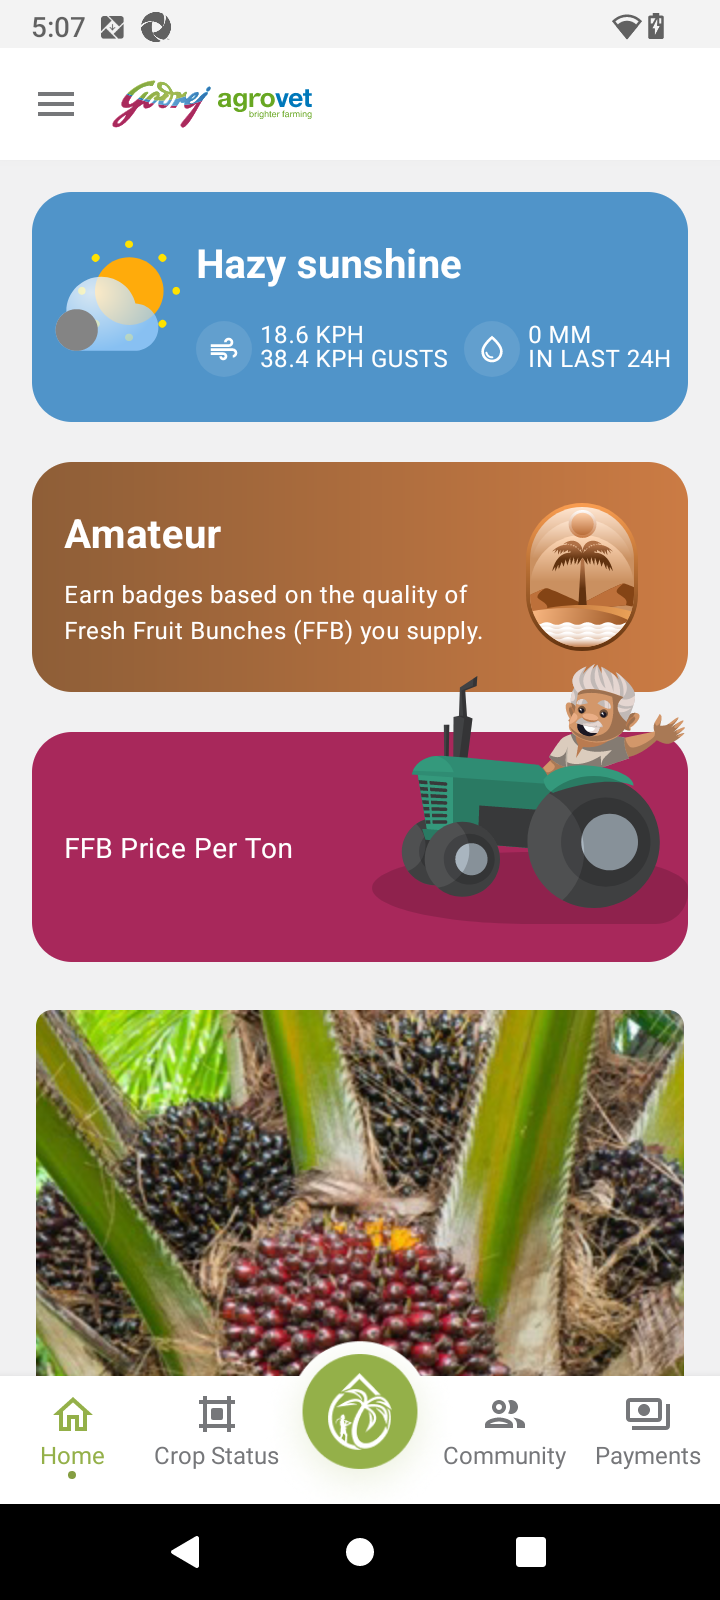 5:07
Godrej agrovet
brighter farming
Hazy sunshine
18.6 KPH
38.4 KPH GUSTS
0 MM
IN LAST 24H
Amateur
Earn badges based on the quality of
Fresh Fruit Bunches (FFB) you supply.
FFB Price Per Ton
Home
Crop Status
Community
Payments